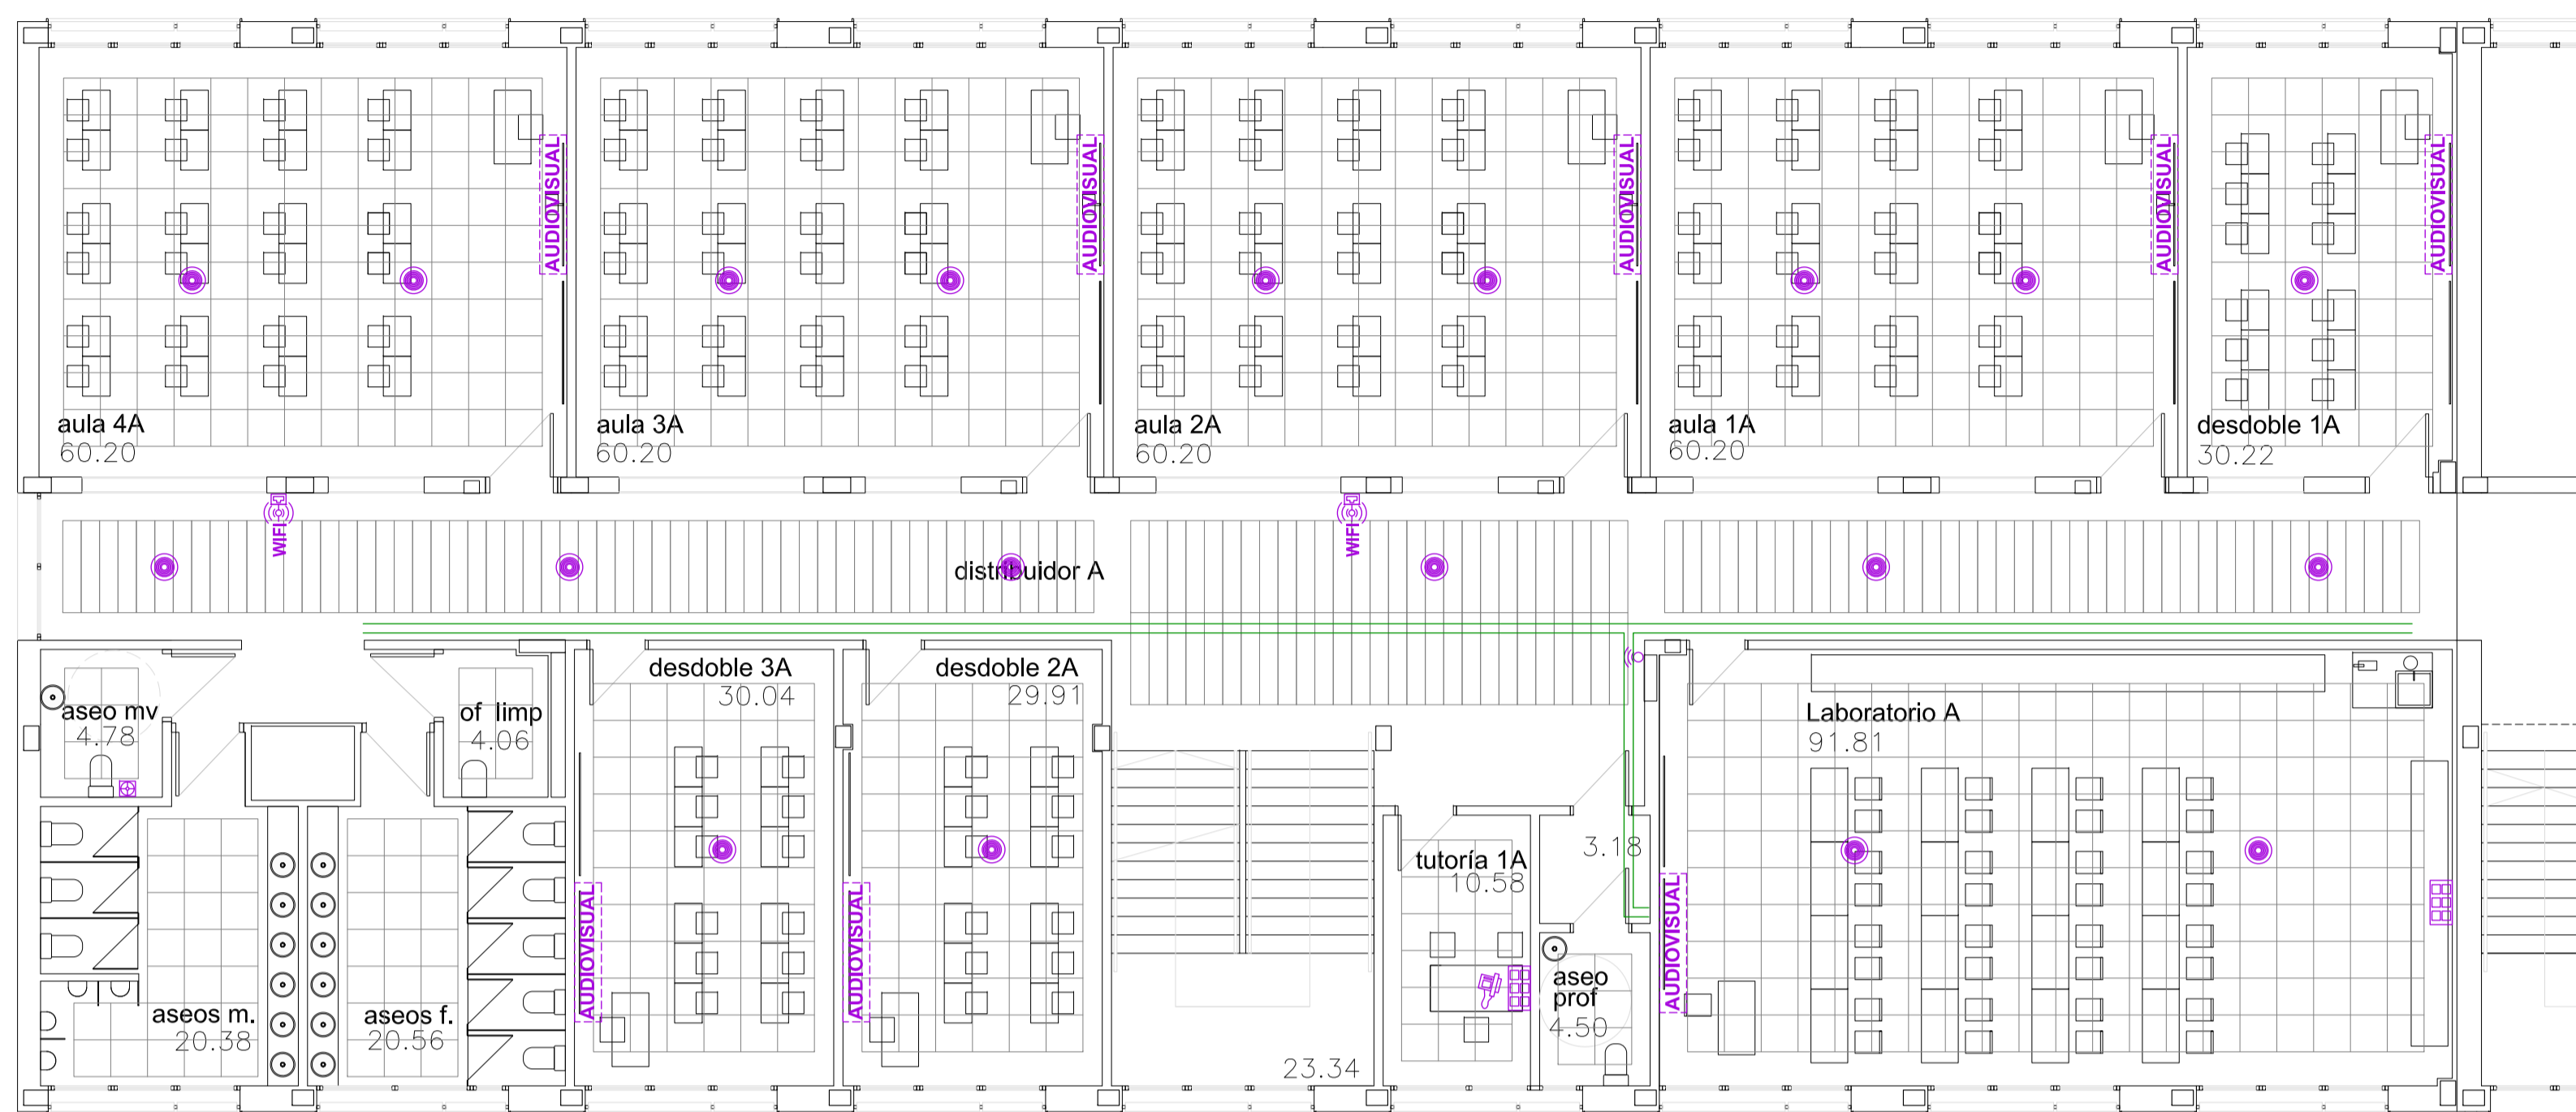 AUDIOVISUAL
AUDIOVISUAL
AUDIOVISUAL
AUDIOVISUAL
AUDIOVISUAL
aula 4A
60.20
aula 3A
60.20
aula 2A
60.20
aula 1A
60.20
desdoble 1A
30.22
WIFI
WIFI
distribuidor A
aseo mv
4.78
of limp
4.06
desdoble 3A
30.04
desdoble 2A
29.91
Laboratorio A
91.81
3.18
tutoría 1A
10.58
AUDIOVISUAL
AUDIOVISUAL
AUDIOVISUAL
aseo
prof
4.50
aseos m.
20.38
aseos f.
20.56
23.34